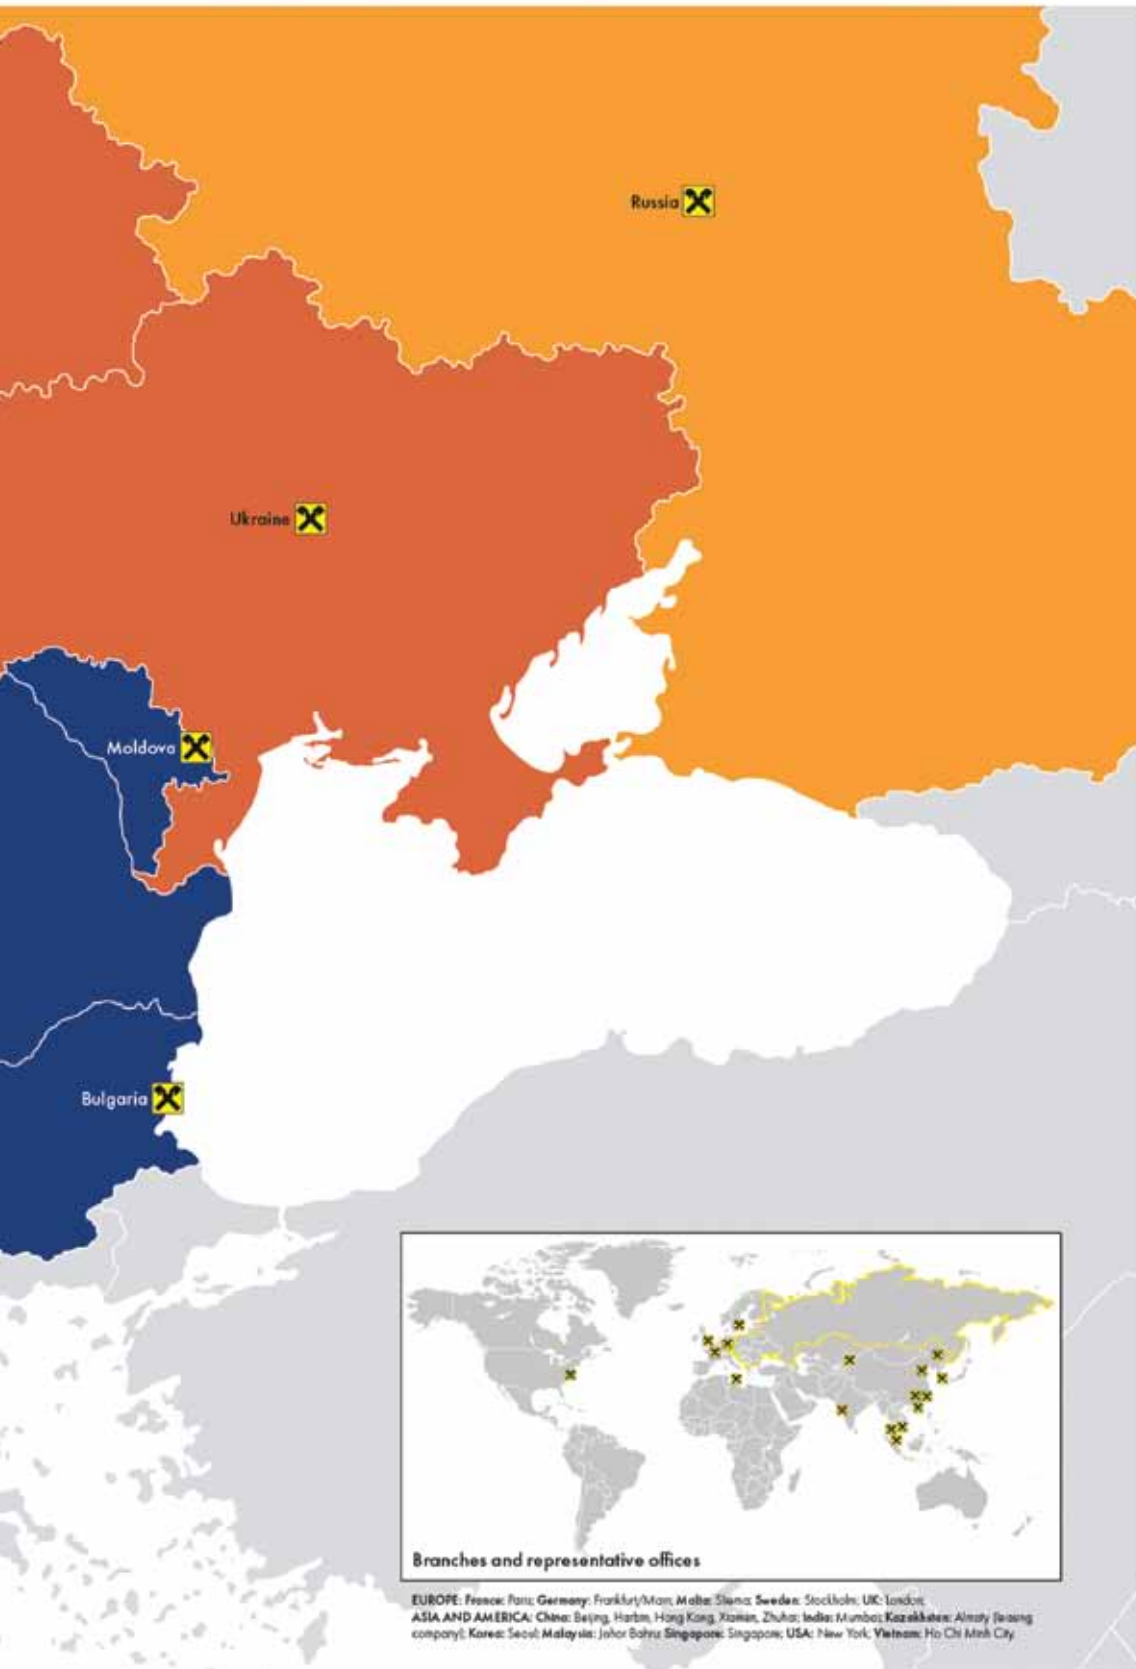 Russia
Ukraine
Moldova
Bulgaria
Branches and representative offices
EUROPE: France: Paris; Germany: Frankfurt/Main; Malta: Sliema; Sweden: Stockholm; UK: London;
ASIA AND AMERICA: China: Beijing, Harbin, Hong Kong, Xiamen, Zhuhai; India: Mumbai; Kazakhstan: Almaty (leasing
company); Korea: Seoul; Malaysia: Johor Bahru; Singapore: Singapore; USA: New York; Vietnam: Ho Chi Minh City.